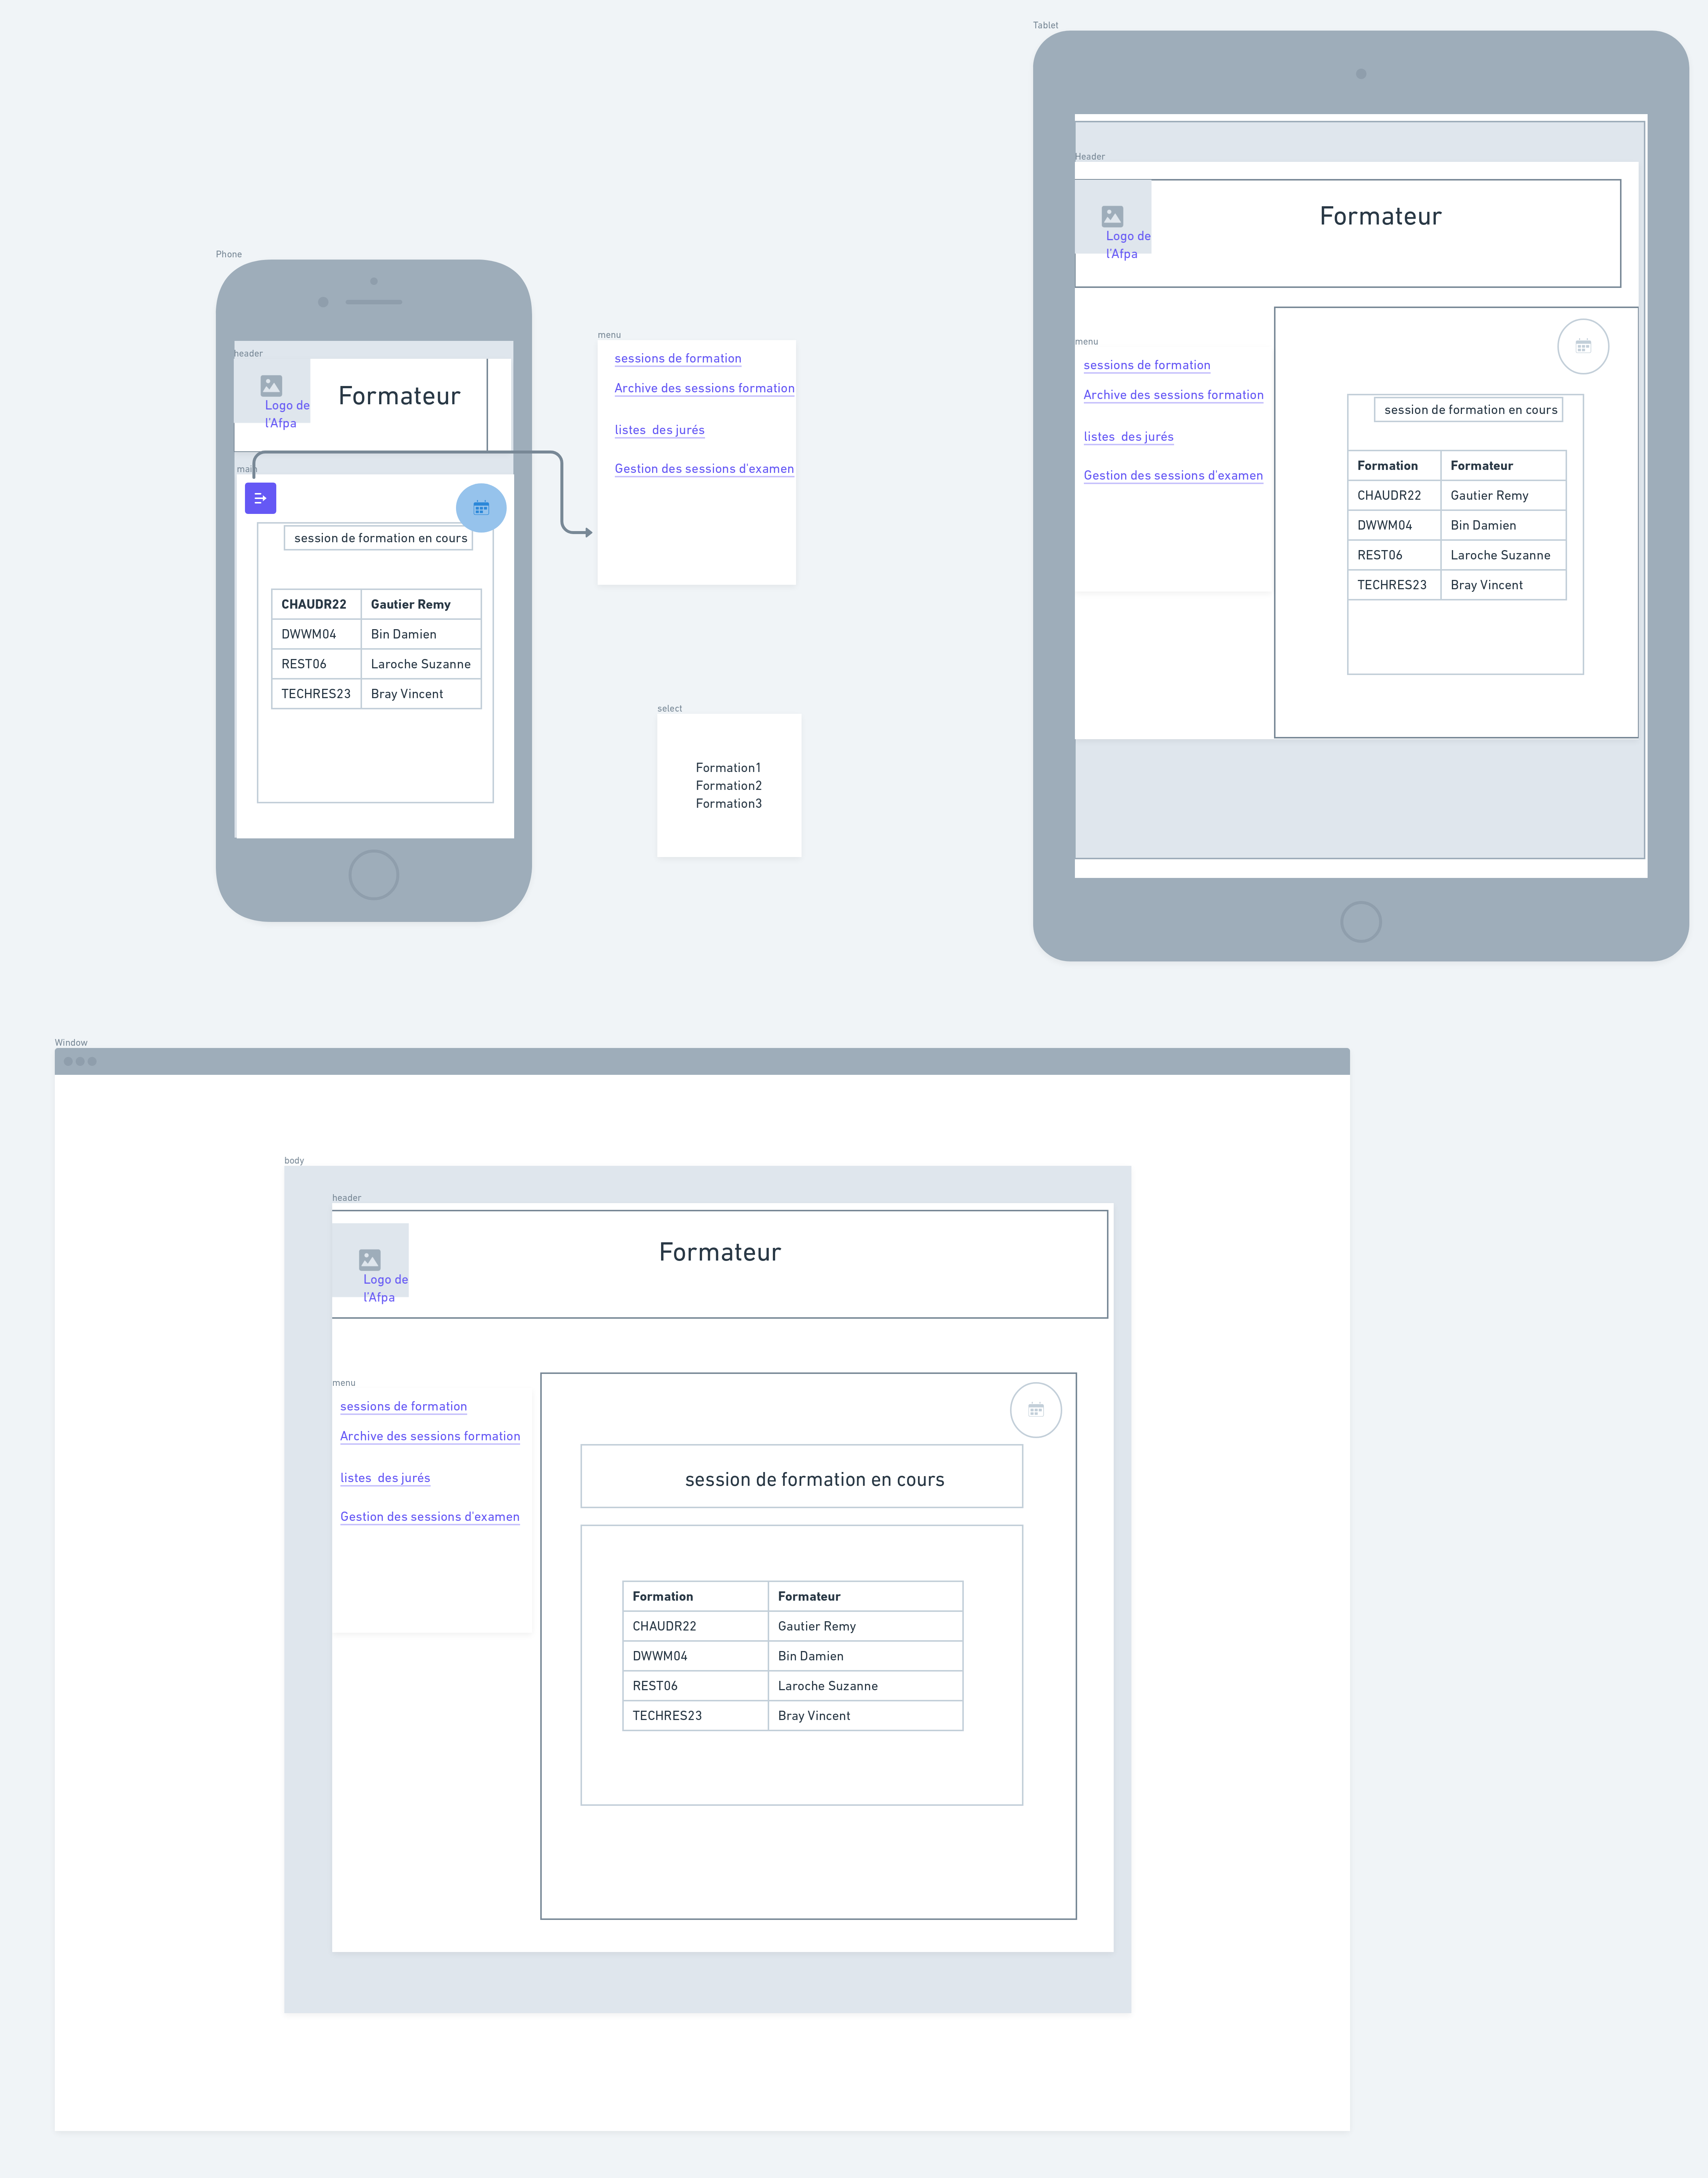 Phone
header
Logo de
l'Afpa
Formateur
main
session de formation en cours
CHAUDR22 Gautier Remy
DWWM04 Bin Damien
REST06 Laroche Suzanne
TECHRES23 Bray Vincent
menu
sessions de formation
Archive des sessions formation
listes des jurés
Gestion des sessions d'examen
select
Formation1
Formation2
Formation3
Tablet
Header
Logo de
l'Afpa
Formateur
menu
sessions de formation
Archive des sessions formation
listes des jurés
Gestion des sessions d'examen
session de formation en cours
Formation Formateur
CHAUDR22 Gautier Remy
DWWM04 Bin Damien
REST06 Laroche Suzanne
TECHRES23 Bray Vincent
Window
body
header
Logo de
l'Afpa
Formateur
menu
sessions de formation
Archive des sessions formation
listes des jurés
Gestion des sessions d'examen
session de formation en cours
Formation Formateur
CHAUDR22 Gautier Remy
DWWM04 Bin Damien
REST06 Laroche Suzanne
TECHRES23 Bray Vincent